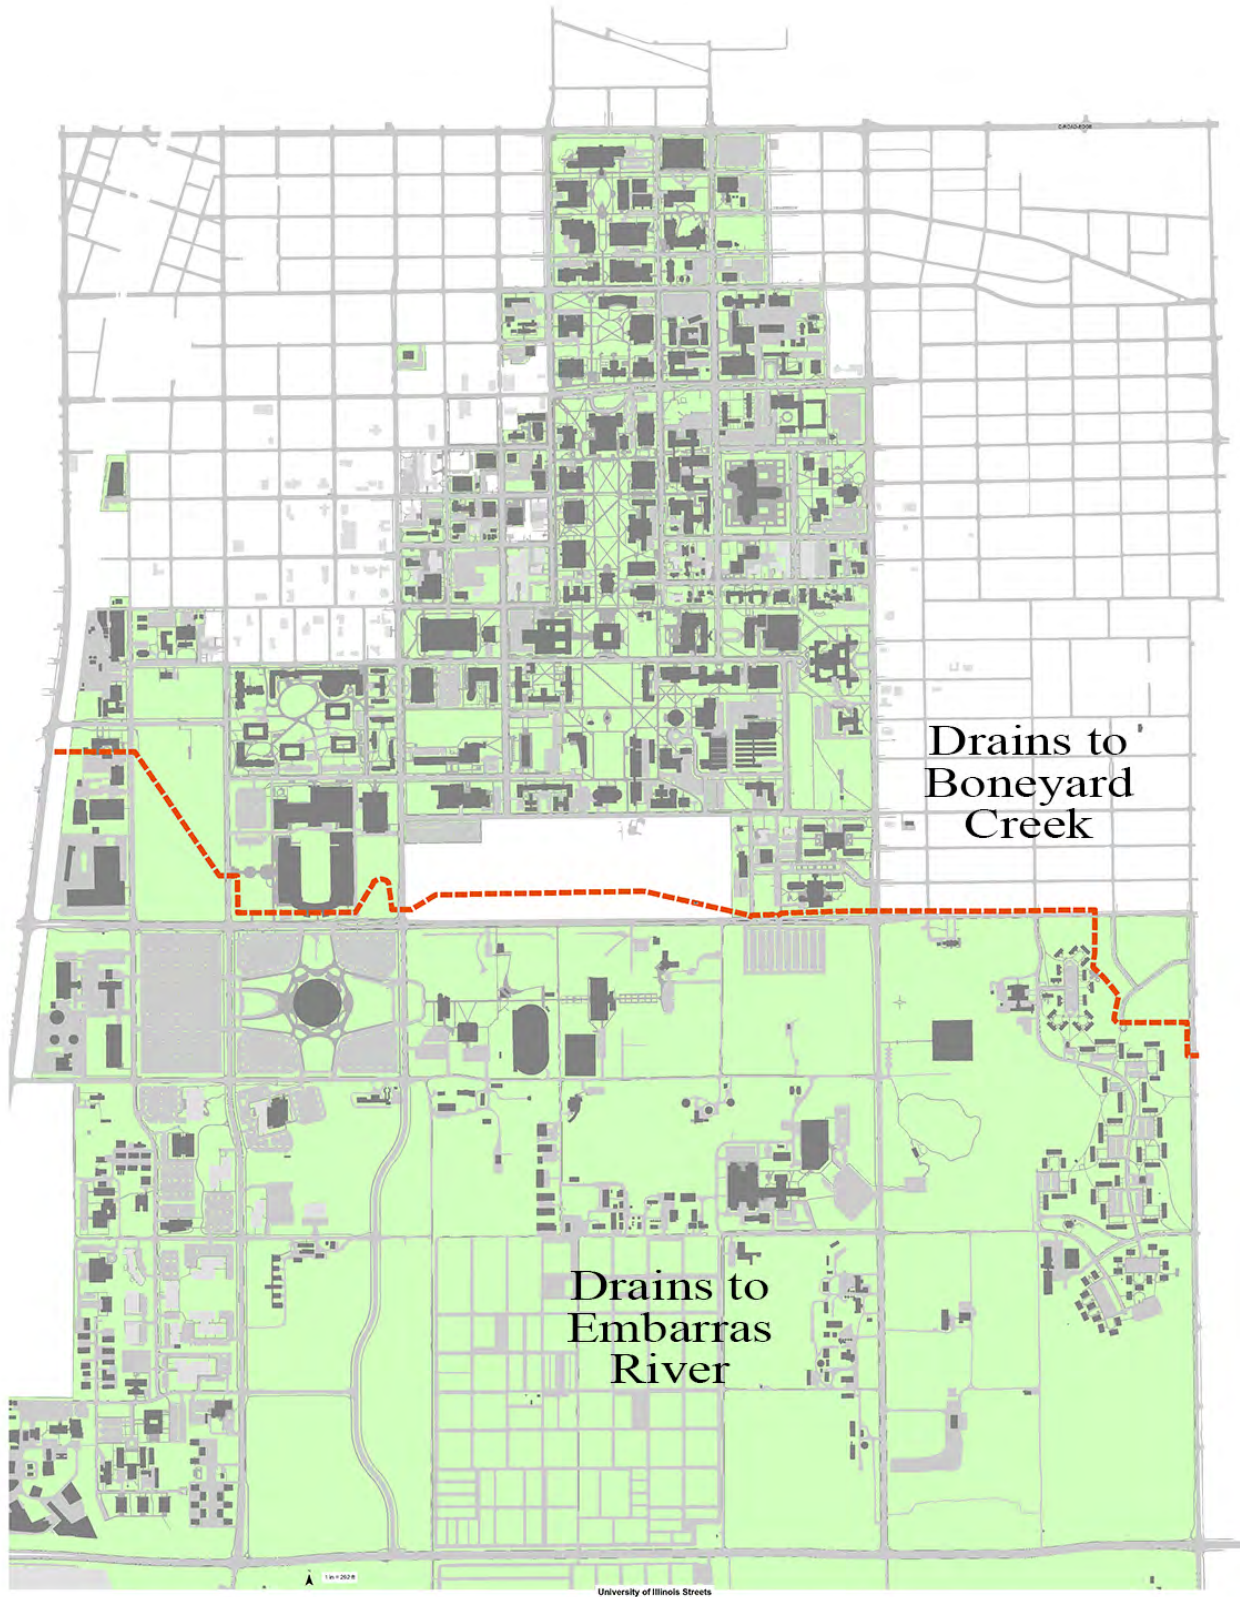 Drains to
Boneyard
Creek
Drains to
Embarras
River
University of Illinois Streets